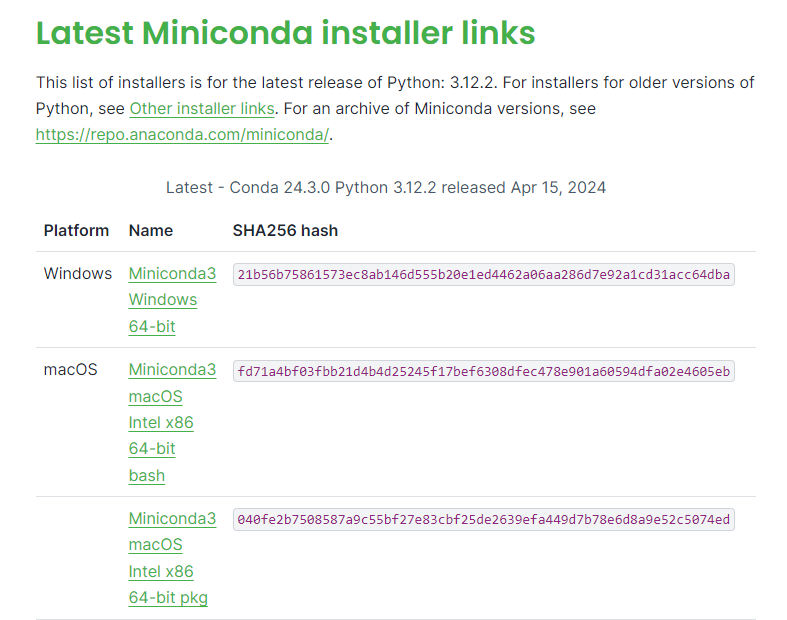 Latest Miniconda installer links
This list of installers is for the latest release of Python: 3.12.2. For installers for older versions of
Python, see Other installer links. For an archive of Miniconda versions, see
https://repo.anaconda.com/miniconda/.
Latest - Conda 24.3.0 Python 3.12.2 released Apr 15, 2024
Platform Name SHA256 hash
Windows Miniconda3 21b56b75861573ec8ab146d555b20e1ed4462a06aa286d7e92a1cd31acc64dba
Windows
64-bit
macOS Miniconda3 fd71a4bf03fbb21d4b4d25245f17bef6308dfec478e901a60594dfa02e4605eb
macOS
Intel x86
64-bit
bash
Miniconda3 040fe2b7508587a9c55bf27e83cbf25de2639efa449d7b78e6d8a9e52c5074ed
macOS
Intel x86
64-bit pkg